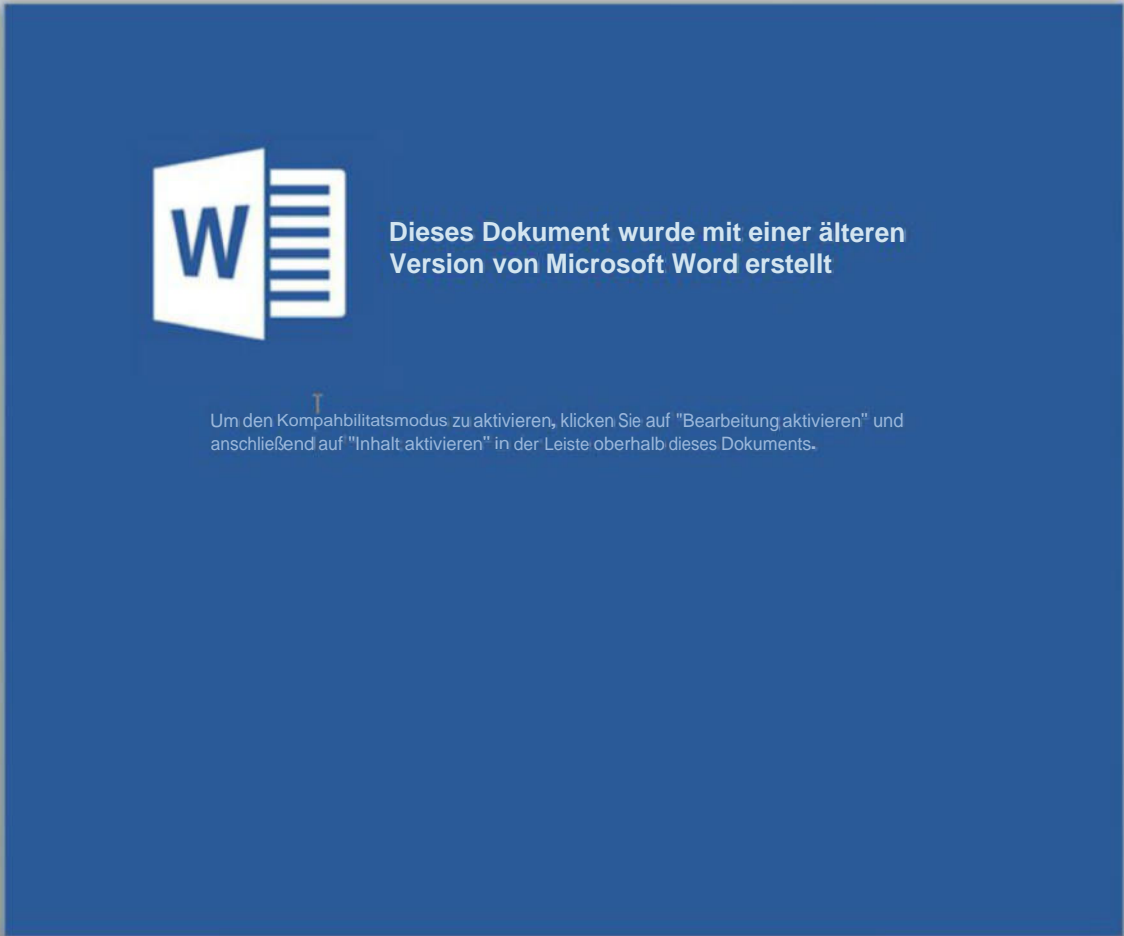 W
Dieses Dokument wurde mit einer älteren
Version von Microsoft Word erstellt
Um den Kompahbilitatsmodus zu aktivieren, klicken Sie auf "Bearbeitung aktivieren" und
anschließend auf "Inhalt aktivieren" in der Leiste oberhalb dieses Dokuments.